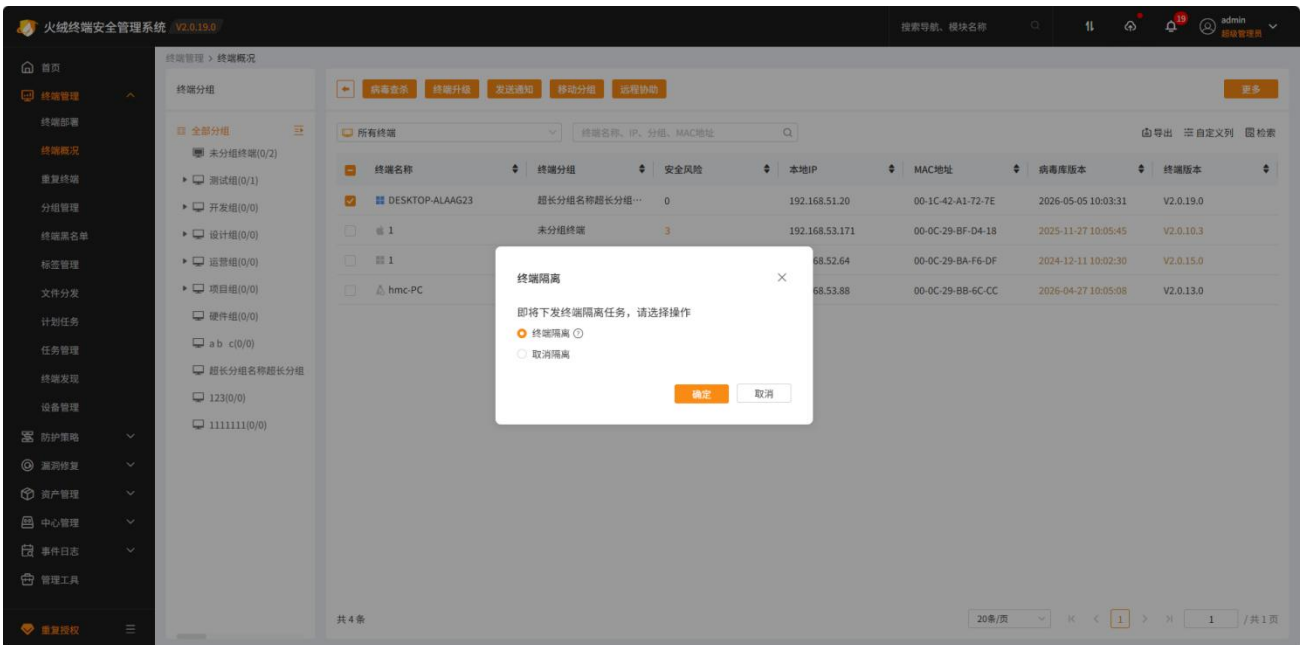 火绒终端安全管理系统 V2.0.19.0
搜索导航、模块名称
19
admin
超级管理员
首页
终端管理
终端部署
终端概况
重复终端
分组管理
终端黑名单
标签管理
文件分发
计划任务
任务管理
终端发现
设备管理
防护策略
漏洞修复
资产管理
中心管理
事件日志
管理工具
重复授权
终端管理 > 终端概况
终端分组
全部分组
未分组终端(0/2)
测试组(0/1)
开发组(0/0)
设计组(0/0)
运营组(0/0)
项目组(0/0)
硬件组(0/0)
a b c(0/0)
超长分组名称超长分组
123(0/0)
1111111(0/0)
病毒查杀 终端升级 发送通知 移动分组 远程协助 更多
所有终端 终端名称、IP、分组、MAC地址 导出 自定义列 检索
终端名称 终端分组 安全风险 本地IP MAC地址 病毒库版本 终端版本
DESKTOP-ALAAG23 超长分组名称超长分组… 0 192.168.51.20 00-1C-42-A1-72-7E 2026-05-05 10:03:31 V2.0.19.0
1 未分组终端 3 192.168.53.171 00-0C-29-BF-D4-18 2025-11-27 10:05:45 V2.0.10.3
1 68.52.64 00-0C-29-BA-F6-DF 2024-12-11 10:02:30 V2.0.15.0
hmc-PC 68.53.88 00-0C-29-BB-6C-CC 2026-04-27 10:05:08 V2.0.13.0
终端隔离
即将下发终端隔离任务，请选择操作
终端隔离
取消隔离
确定 取消
共 4 条 20条/页 1 1 / 共 1 页